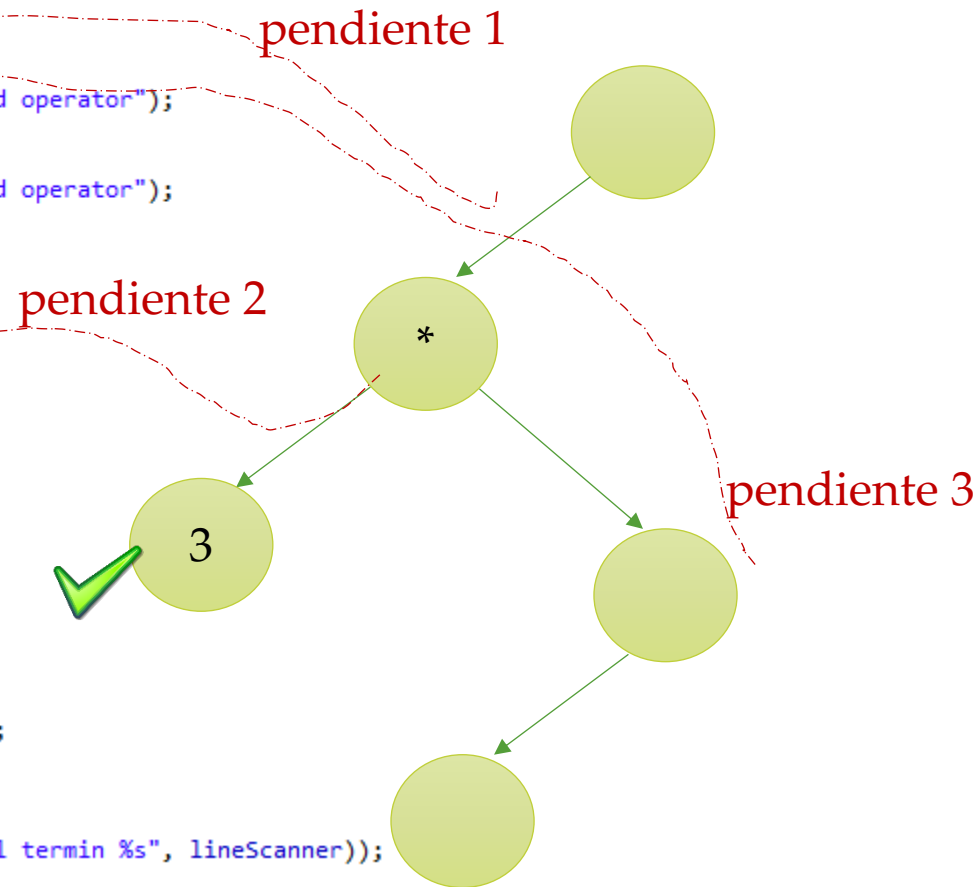 pendiente 1
d operator");
d operator");
pendiente 2
*
pendiente 3
3
;
l termin %s", lineScanner));